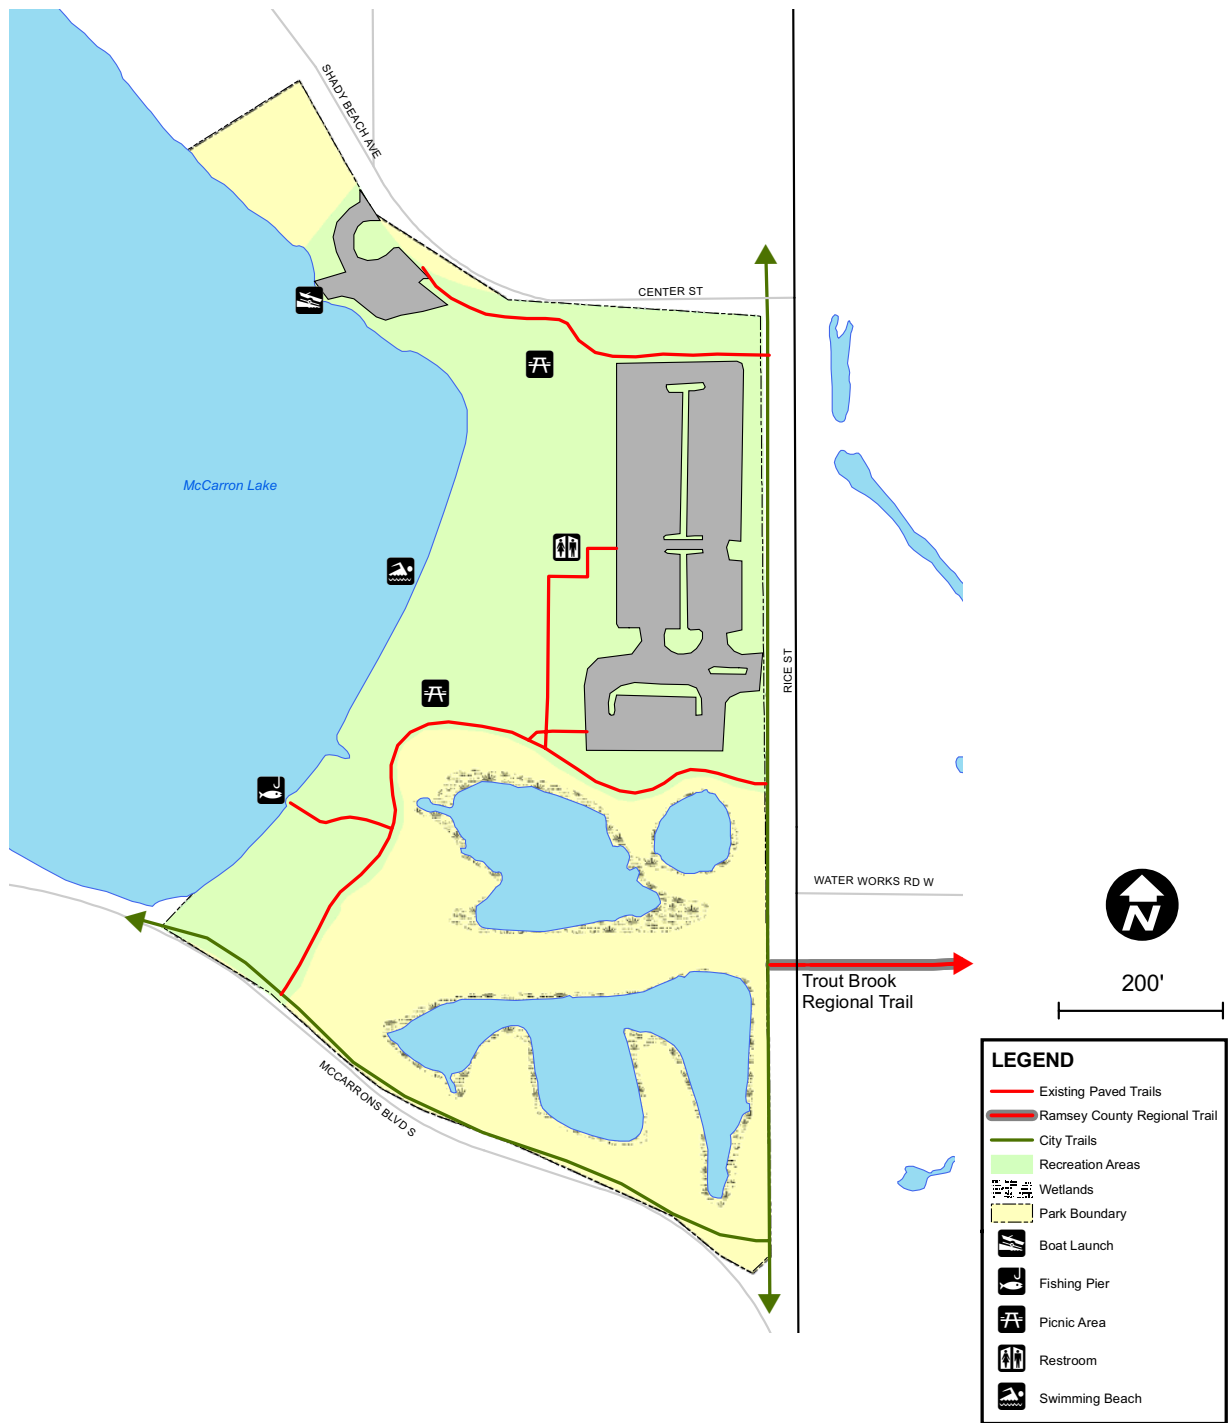 SHADY BEACH AVE
CENTER ST
McCarron Lake
RICE ST
WATER WORKS RD W
N
Trout Brook
Regional Trail
200'
MCCARRONS BLVD S
LEGEND
Existing Paved Trails
Ramsey County Regional Trail
City Trails
Recreation Areas
Wetlands
Park Boundary
Boat Launch
Fishing Pier
Picnic Area
Restroom
Swimming Beach